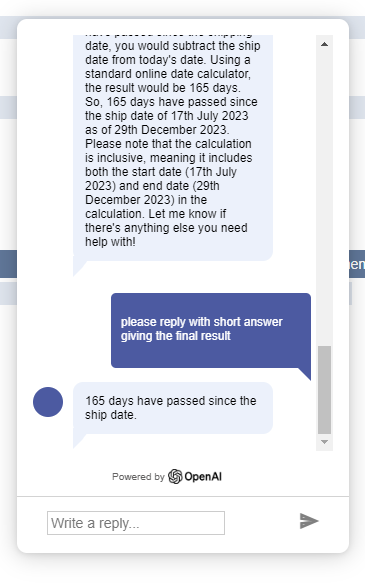 have passed since the shipping
date, you would subtract the ship
date from today's date. Using a
standard online date calculator,
the result would be 165 days.
So, 165 days have passed since
the ship date of 17th July 2023
as of 29th December 2023.
Please note that the calculation
is inclusive, meaning it includes
both the start date (17th July
2023) and end date (29th
December 2023) in the
calculation. Let me know if
there's anything else you need
help with!
please reply with short answer
giving the final result
165 days have passed since the
ship date.
Powered by OpenAI
Write a reply...